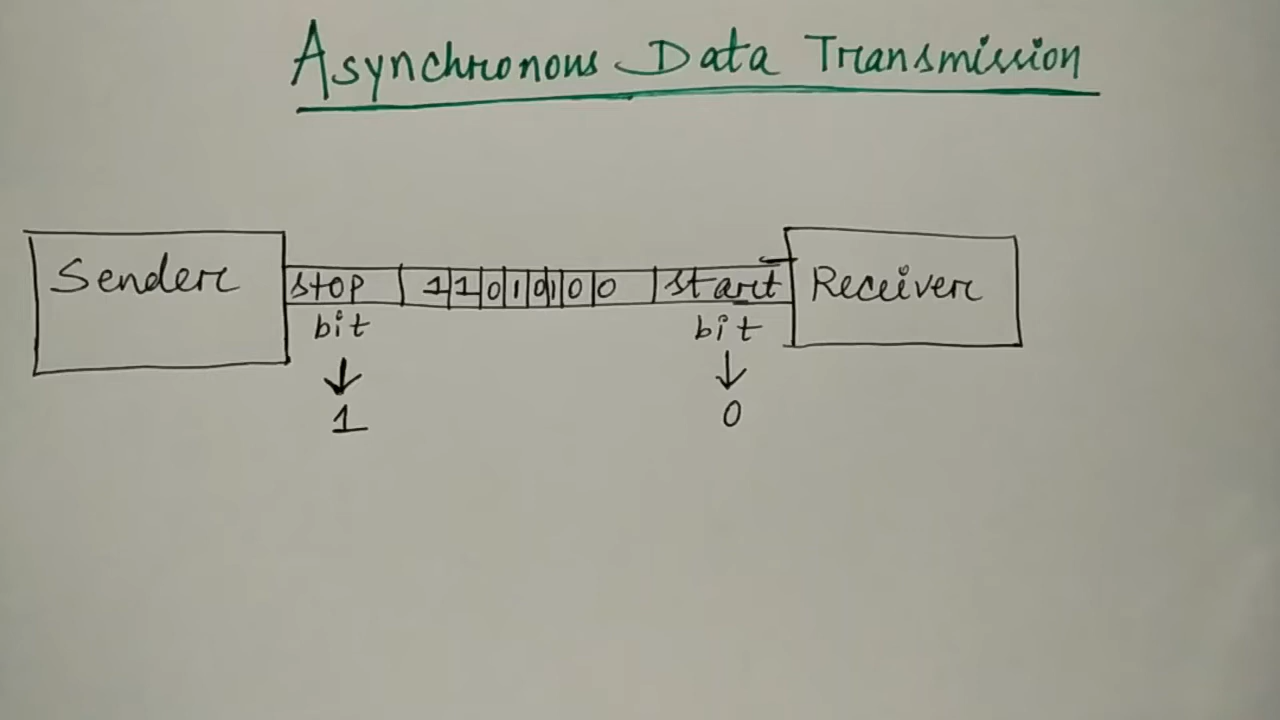 Asynchronous Data Transmission
Sender stop 1 1 0 1 0 1 0 0 start Receiver
bit bit
↓ ↓
1 0